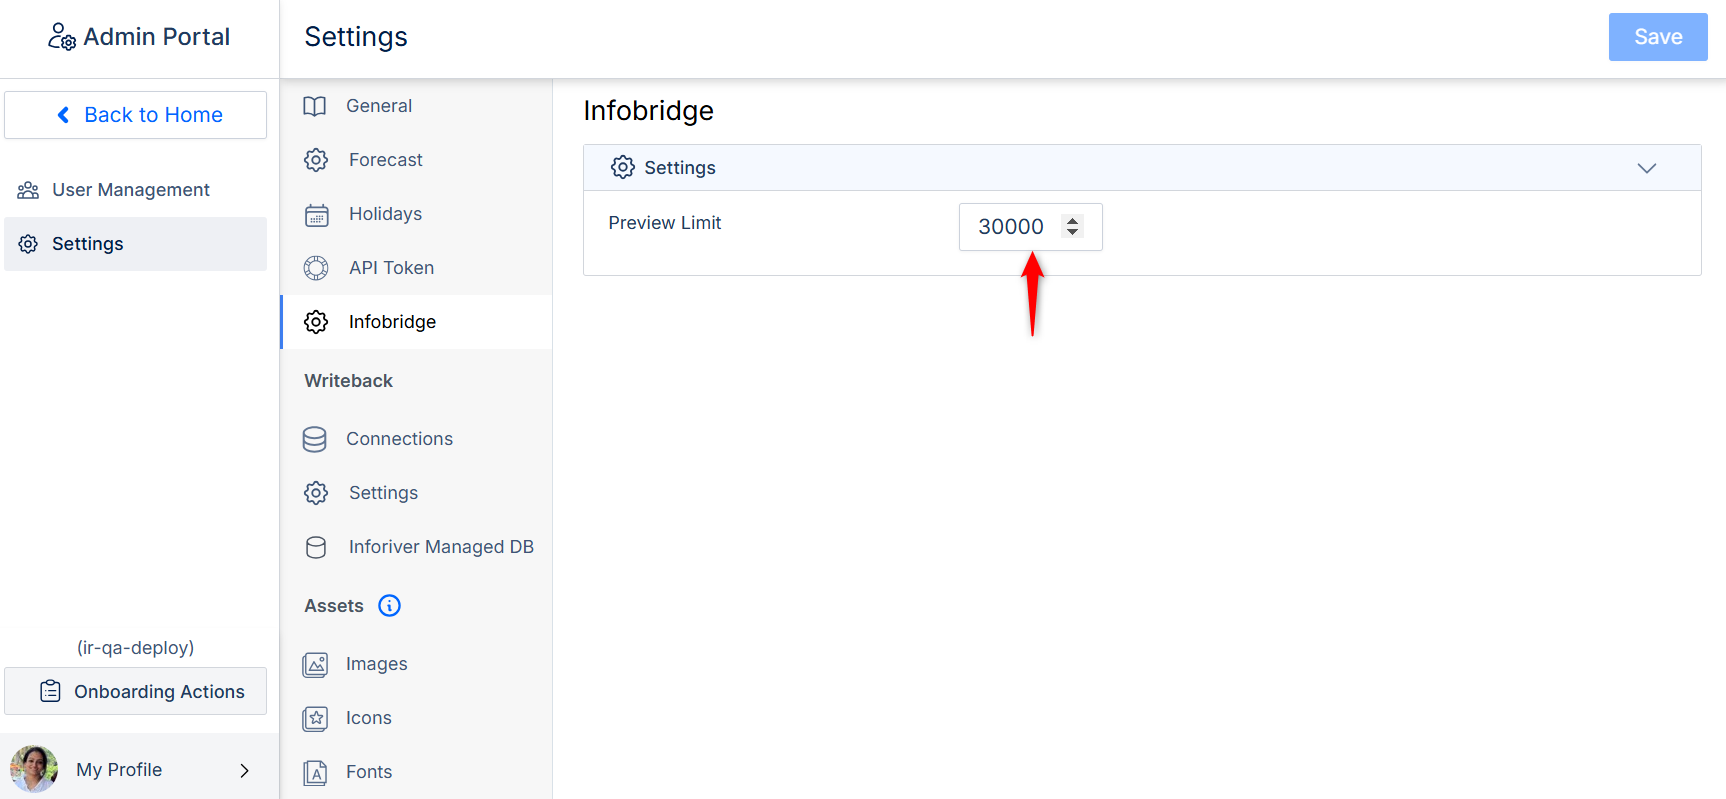 Admin Portal
Back to Home
User Management
Settings
(ir-qa-deploy)
Onboarding Actions
My Profile
Settings
Save
General
Forecast
Holidays
API Token
Infobridge
Writeback
Connections
Settings
Inforiver Managed DB
Assets
Images
Icons
Fonts
Infobridge
Settings
Preview Limit
30000